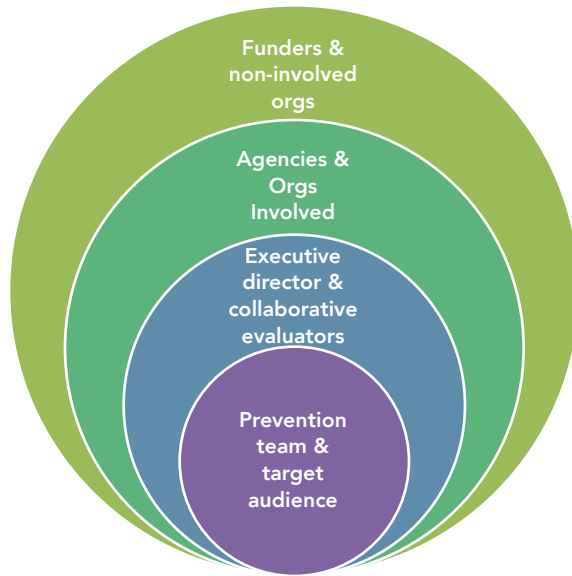 Funders &
non-involved
orgs
Agencies &
Orgs
Involved
Executive
director &
collaborative
evaluators
Prevention
team &
target
audience